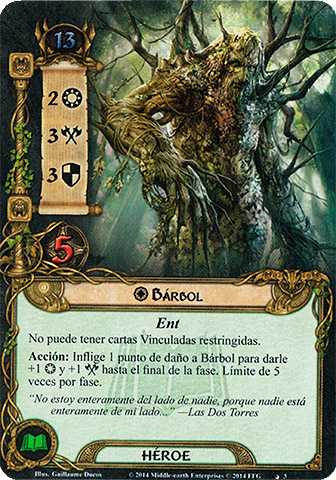 13
2
3
3
5
Bárbol
Ent
No puede tener cartas Vinculadas restringidas.
Acción: Inflige 1 punto de daño a Bárbol para darle
+1 y +1 hasta el final de la fase. Límite de 5
veces por fase.
“No estoy enteramente del lado de nadie, porque nadie está
enteramente de mi lado...” —Las Dos Torres
HÉROE
Illus. Guillaume Ducos © 2014 Middle-earth Enterprises © 2014 FFG 3